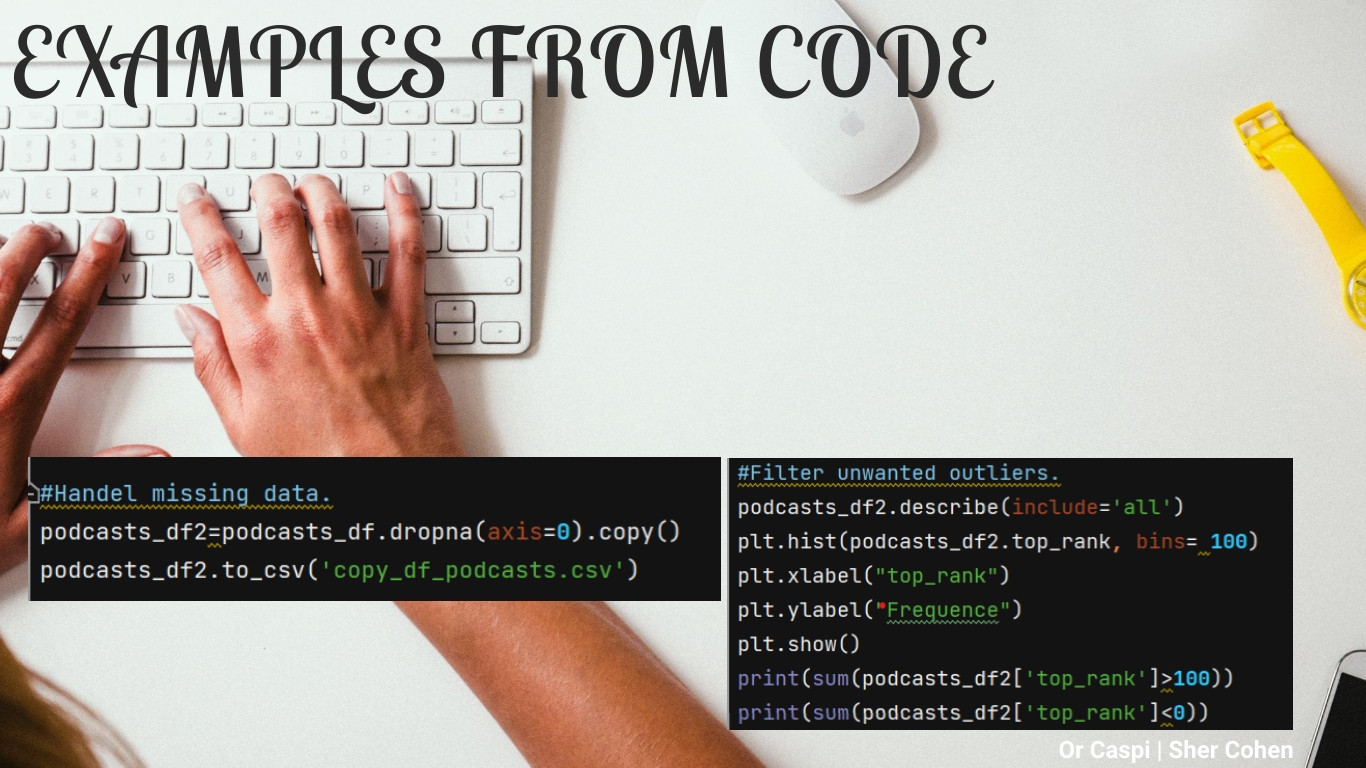 EXAMPLES FROM CODE
#Handel missing data.
podcasts_df2=podcasts_df.dropna(axis=0).copy()
podcasts_df2.to_csv('copy_df_podcasts.csv')
#Filter unwanted outliers.
podcasts_df2.describe(include='all')
plt.hist(podcasts_df2.top_rank, bins= 100)
plt.xlabel("top_rank")
plt.ylabel("Frequence")
plt.show()
print(sum(podcasts_df2['top_rank']>100))
print(sum(podcasts_df2['top_rank']<0))
Or Caspi | Sher Cohen